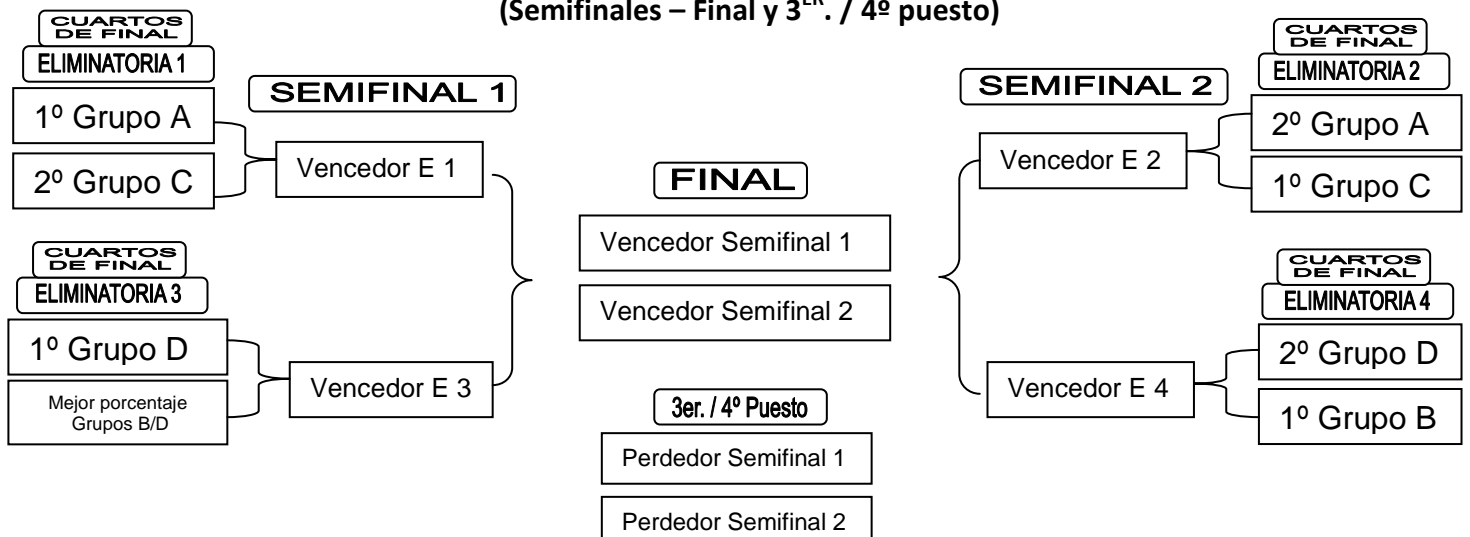 (Semifinales – Final y 3ER. / 4º puesto)
CUARTOS
DE FINAL
ELIMINATORIA 1
1º Grupo A
2º Grupo C
SEMIFINAL 1
Vencedor E 1
CUARTOS
DE FINAL
ELIMINATORIA 3
1º Grupo D
Mejor porcentaje
Grupos B/D
Vencedor E 3
FINAL
Vencedor Semifinal 1
Vencedor Semifinal 2
3er. / 4º Puesto
Perdedor Semifinal 1
Perdedor Semifinal 2
SEMIFINAL 2
Vencedor E 2
CUARTOS
DE FINAL
ELIMINATORIA 2
2º Grupo A
1º Grupo C
Vencedor E 4
CUARTOS
DE FINAL
ELIMINATORIA 4
2º Grupo D
1º Grupo B